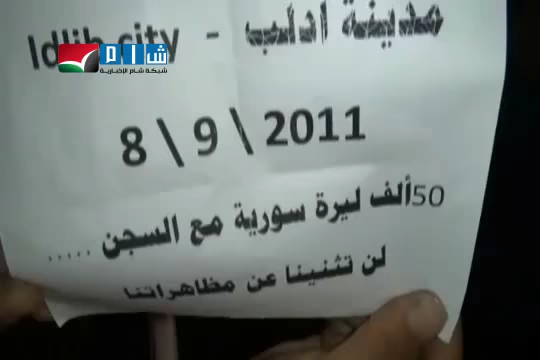 مدينة ادلب - Idlib city
شام
شبكة شام الإخبارية
8 \ 9 \ 2011
50ألف ليرة سورية مع السجن .....
لن تثنينا عن مظاهراتنا